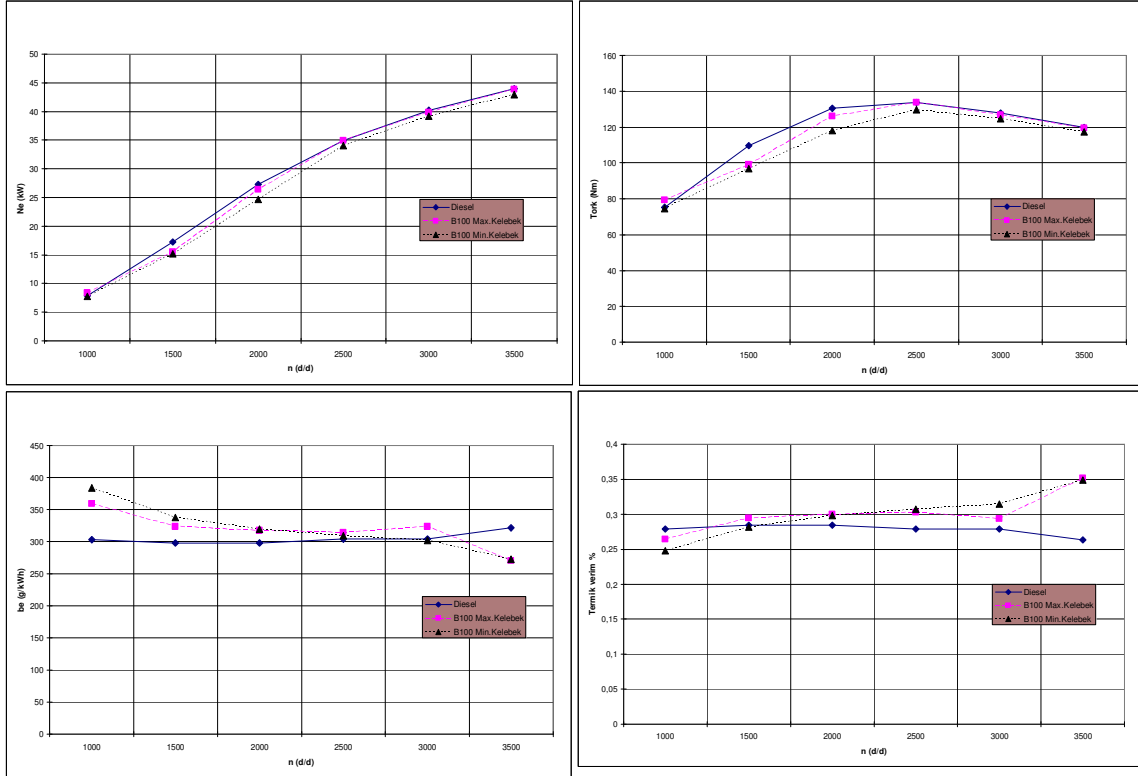 50
45
40
35
30
25
20
15
10
5
0
1000 1500 2000 2500 3000 3500
n (d/d)
Ne (kW)
Diesel
B100 Max.Kelebek
B100 Min.Kelebek
160
140
120
100
80
60
40
20
0
1000 1500 2000 2500 3000 3500
n (d/d)
Tork (Nm)
Diesel
B100 Max.Kelebek
B100 Min.Kelebek
450
400
350
300
250
200
150
100
50
0
1000 1500 2000 2500 3000 3500
n (d/d)
be (g/kWh)
Diesel
B100 Max.Kelebek
B100 Min.Kelebek
0,4
0,35
0,3
0,25
0,2
0,15
0,1
0,05
0
1000 1500 2000 2500 3000 3500
n (d/d)
Termik verim %
Diesel
B100 Max.Kelebek
B100 Min.Kelebek